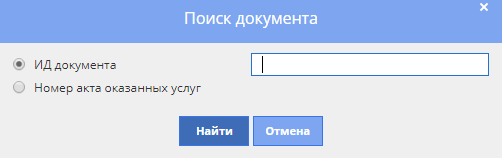 Поиск документа
ИД документа
Номер акта оказанных услуг
Найти Отмена